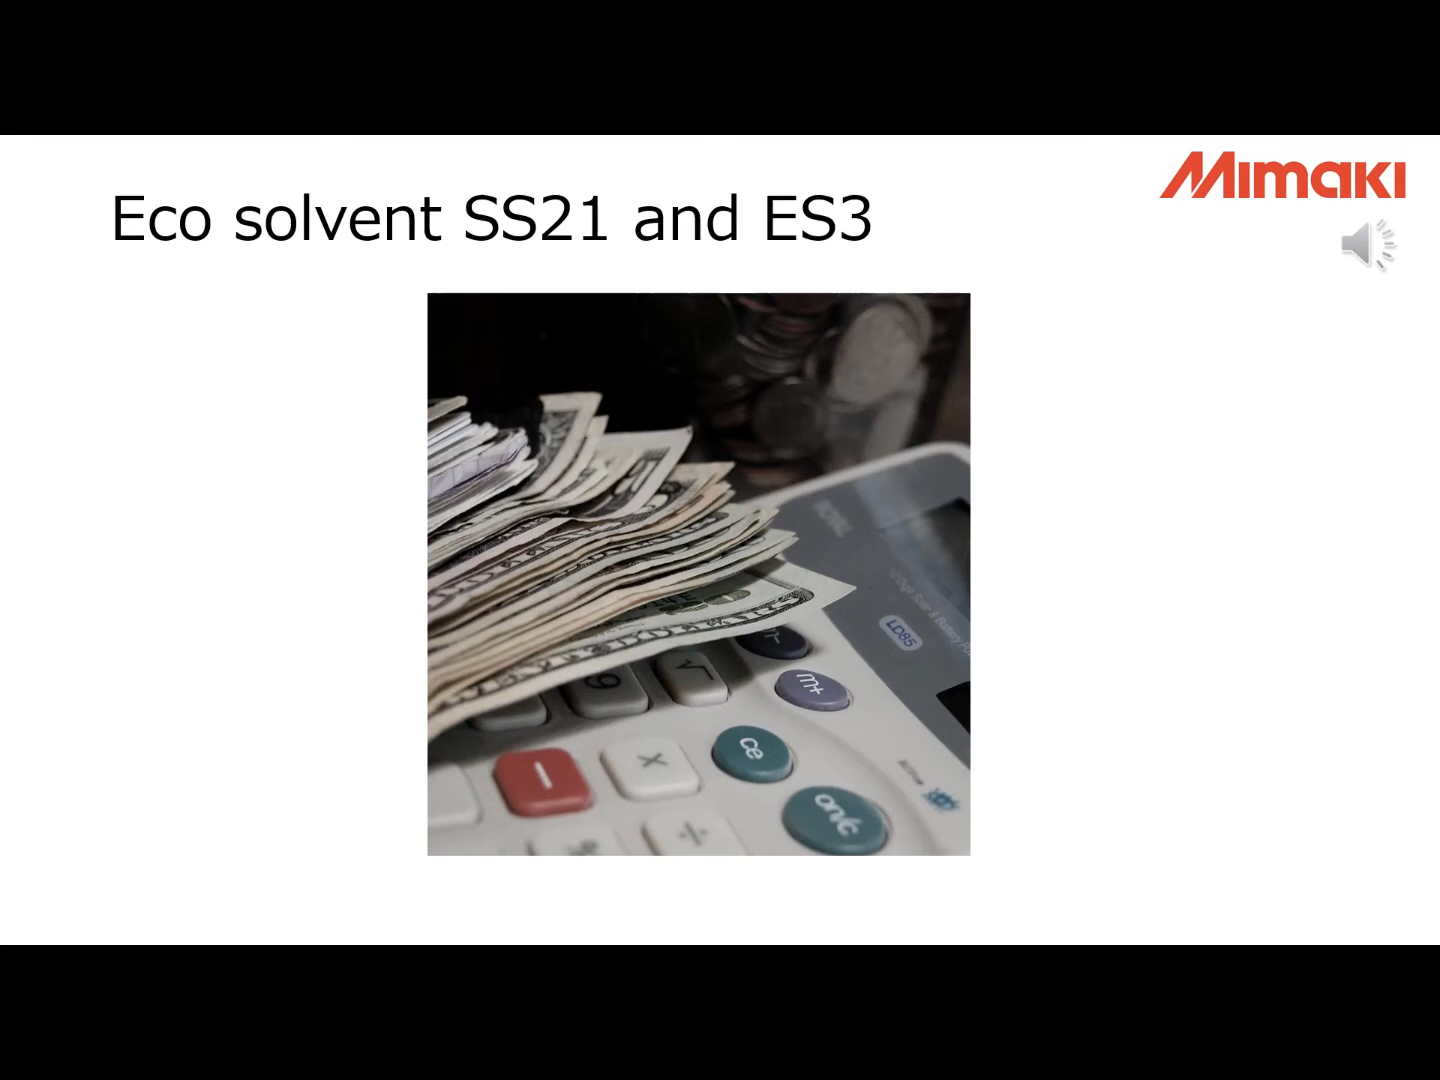 Mimaki
Eco solvent SS21 and ES3
LD85
m+
√
ce
×
on/c
÷